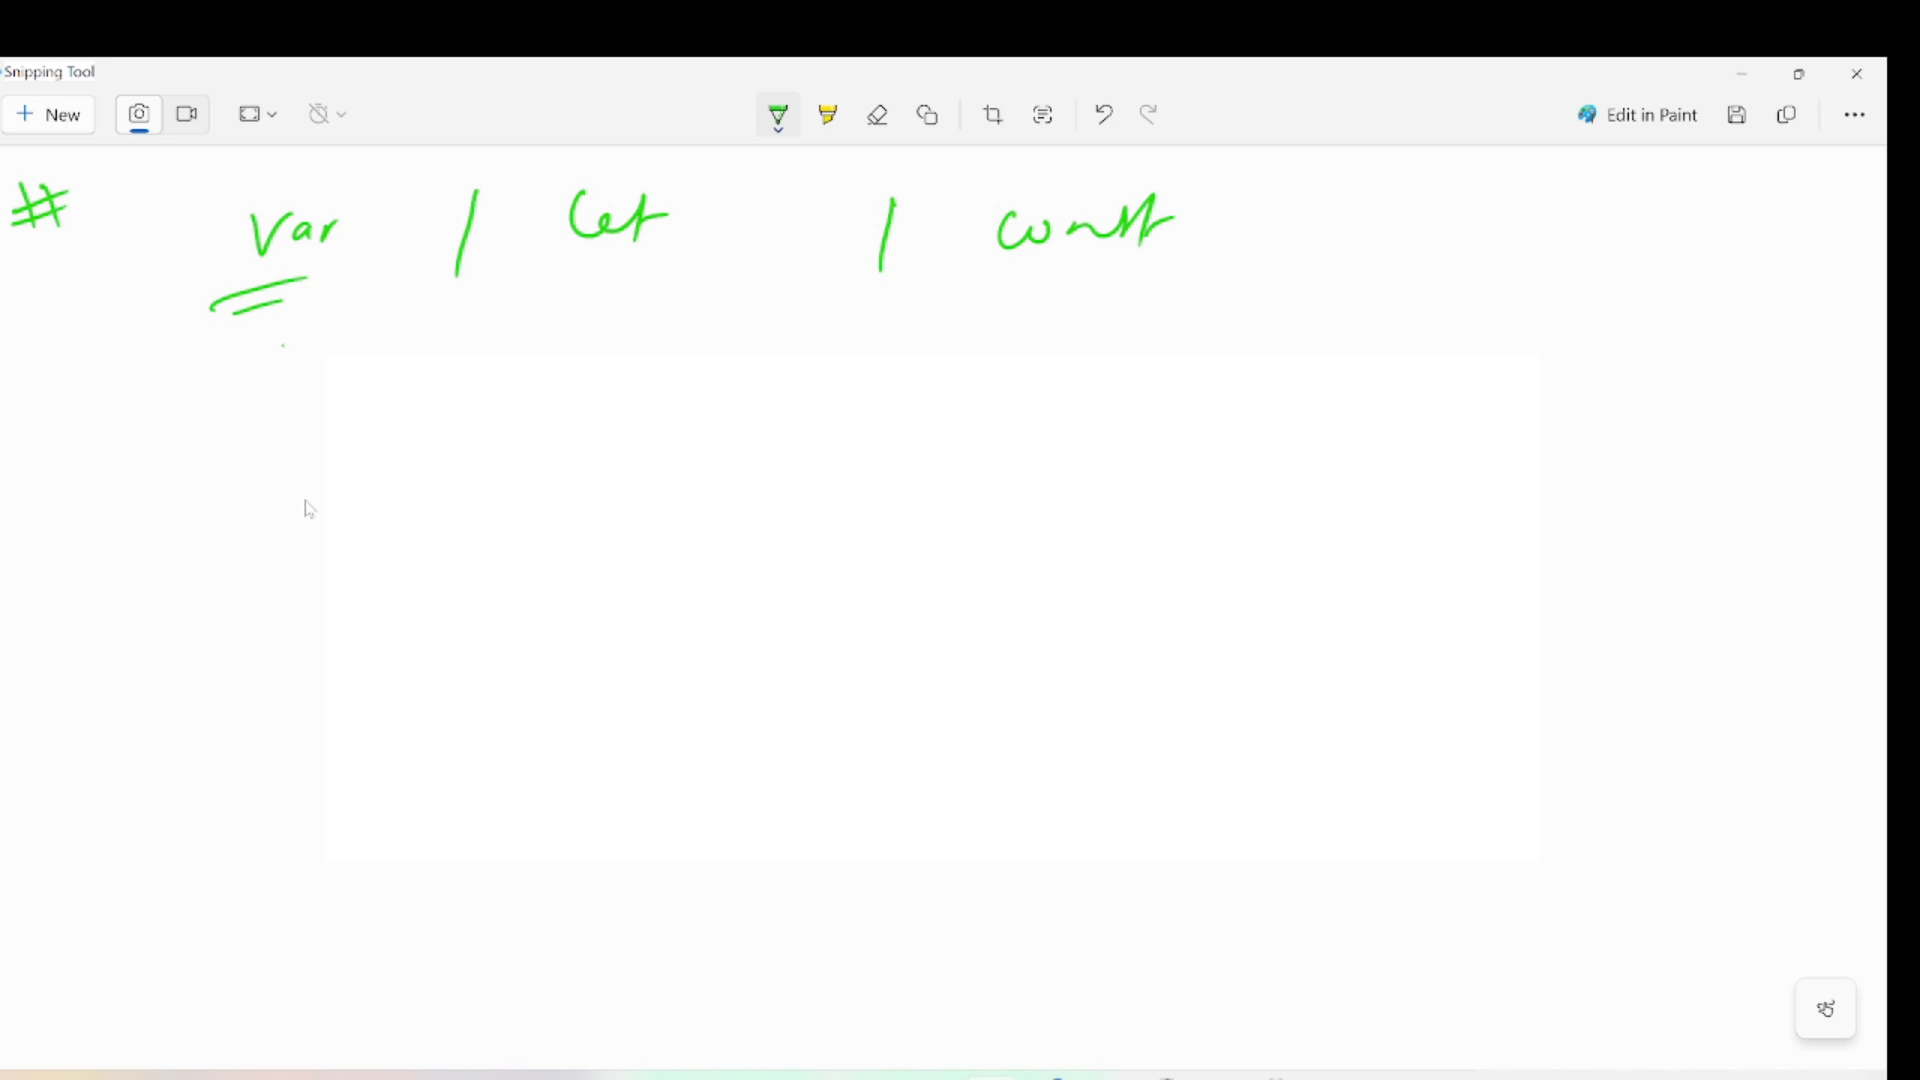 Snipping Tool
New Edit in Paint
# var / let / const